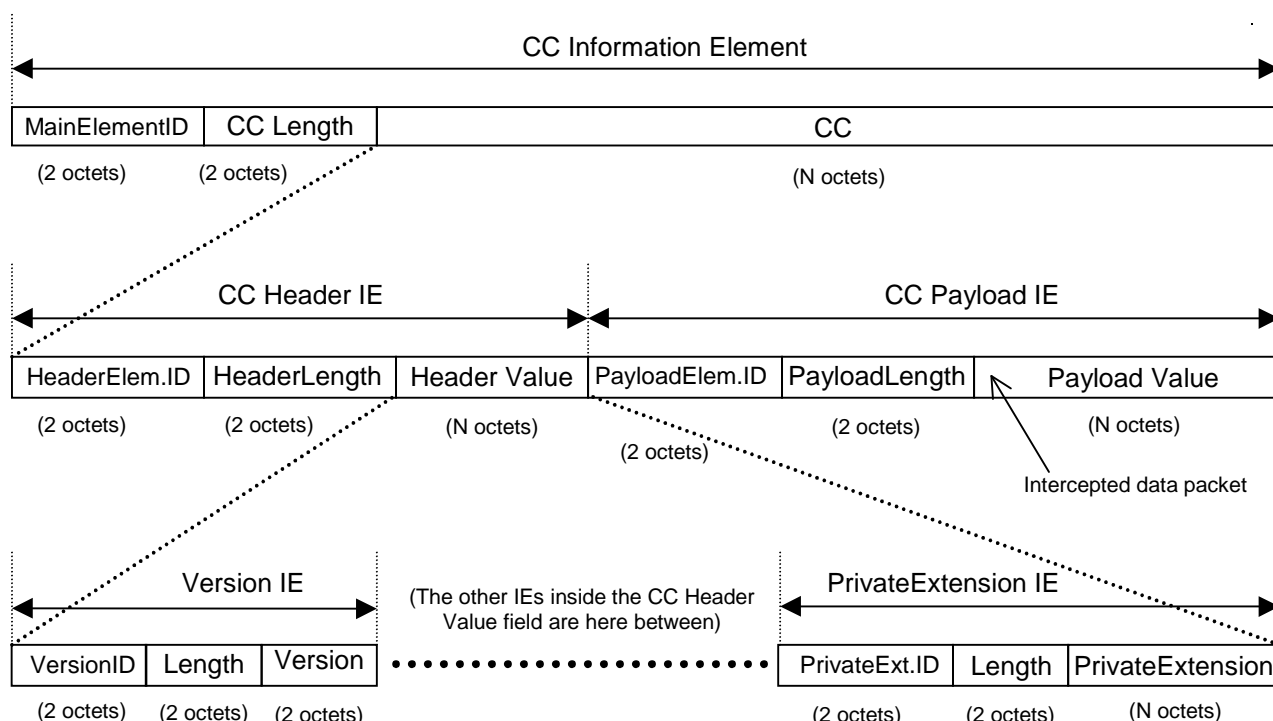 CC Information Element
MainElementID CC Length CC
(2 octets) (2 octets) (N octets)
CC Header IE CC Payload IE
HeaderElem.ID HeaderLength Header Value PayloadElem.ID PayloadLength Payload Value
(2 octets) (2 octets) (N octets) (2 octets) (2 octets) (N octets)
Intercepted data packet
Version IE (The other IEs inside the CC Header PrivateExtension IE
Value field are here between)
VersionID Length Version PrivateExt.ID Length PrivateExtension
(2 octets) (2 octets) (2 octets) (2 octets) (2 octets) (N octets)